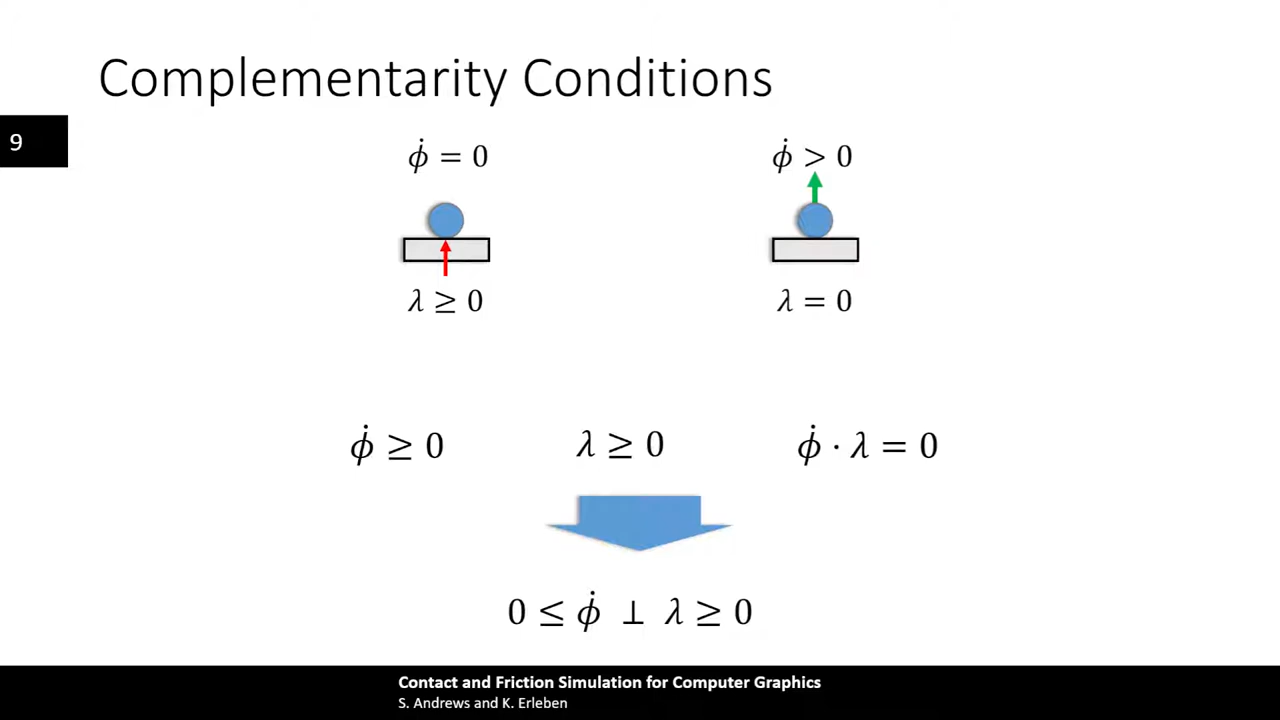 Complementarity Conditions
9
ϕ̇ = 0
ϕ̇ > 0
λ ≥ 0
λ = 0
ϕ̇ ≥ 0
λ ≥ 0
ϕ̇ · λ = 0
0 ≤ ϕ̇ ⊥ λ ≥ 0
Contact and Friction Simulation for Computer Graphics
S. Andrews and K. Erleben